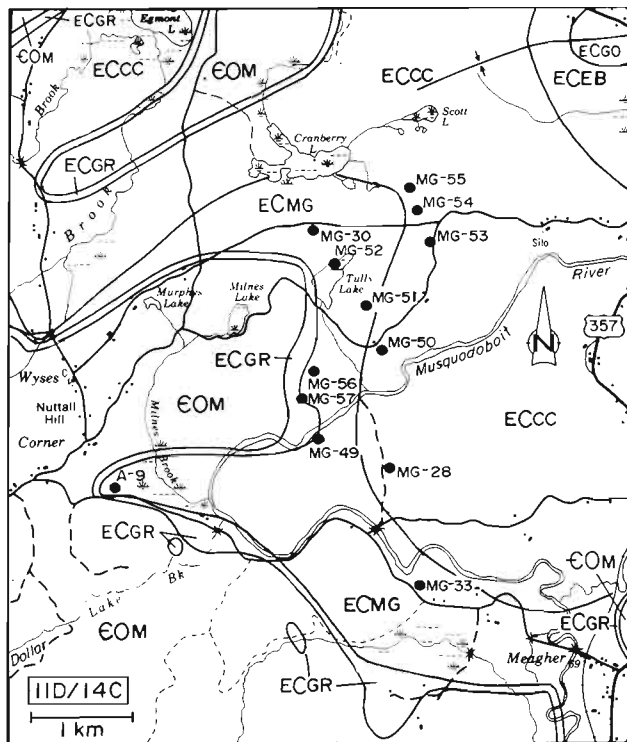 ECGR
Egmont
L
ЄOM
ECCC
ЄOM
ECGO
ECCC
ECEB
Brook
Scott
L
Cranberry
L
ECGR
MG-55
Brook
ECMG
MG-54
MG-30
MG-53
MG-52
Silo
Murphys
Lake
Milnes
Lake
Tulls
Lake
River
MG-51
357
MG-50
Musquodoboit
ECGR
N
Wyses
C
MG-56
ЄOM
MG-57
ECCC
Nuttall
Hill
Corner
Milnes
Brook
MG-49
MG-28
A-9
ECGR
ЄOM
MG-33
Bk
ECMG
ECGR
Lake
ЄOM
Dollar
Meagher
69
11D/14C
ECGR
1 km